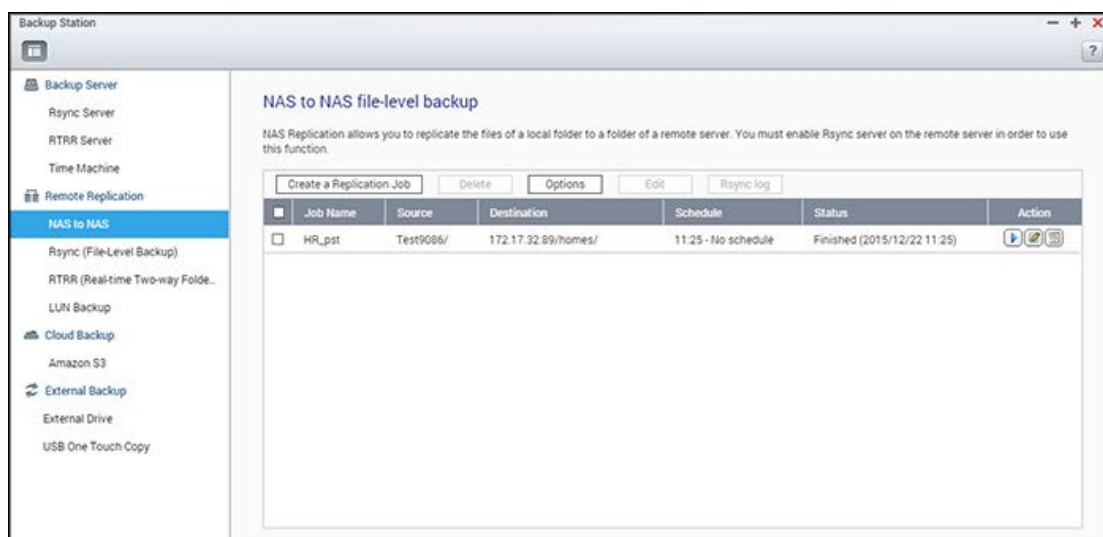 Backup Station
Backup Server
Rsync Server
RTRR Server
Time Machine
Remote Replication
NAS to NAS
Rsync (File-Level Backup)
RTRR (Real-time Two-way Folde..
LUN Backup
Cloud Backup
Amazon S3
External Backup
External Drive
USB One Touch Copy
NAS to NAS file-level backup
NAS Replication allows you to replicate the files of a local folder to a folder of a remote server. You must enable Rsync server on the remote server in order to use
this function.
Create a Replication Job Delete Options Edit Rsync log
Job Name Source Destination Schedule Status Action
HR_pst Test9086/ 172.17.32.89/homes/ 11:25 - No schedule Finished (2015/12/22 11:25)